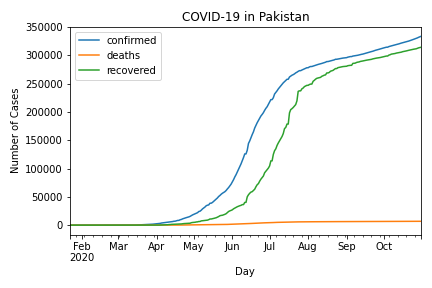 COVID-19 in Pakistan
350000
300000
250000
200000
150000
100000
50000
0
Number of Cases
confirmed
deaths
recovered
Feb
2020
Mar
Apr
May
Jun
Jul
Aug
Sep
Oct
Day